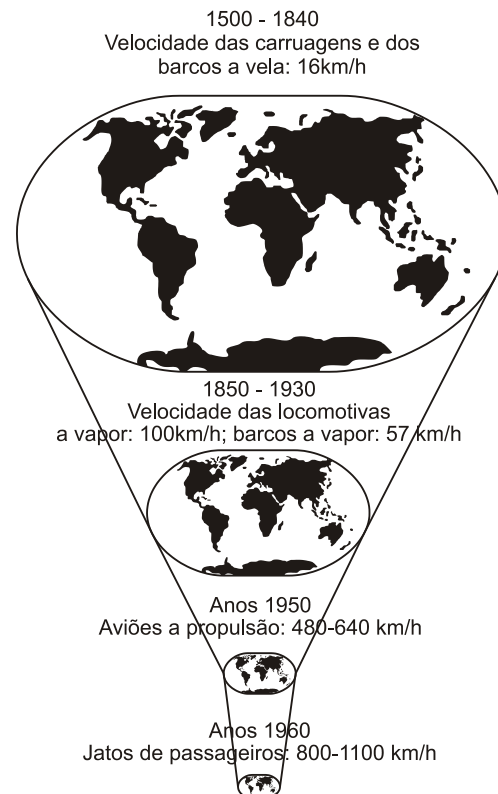 1500 - 1840
Velocidade das carruagens e dos
barcos a vela: 16km/h
1850 - 1930
Velocidade das locomotivas
a vapor: 100km/h; barcos a vapor: 57 km/h
Anos 1950
Aviões a propulsão: 480-640 km/h
Anos 1960
Jatos de passageiros: 800-1100 km/h